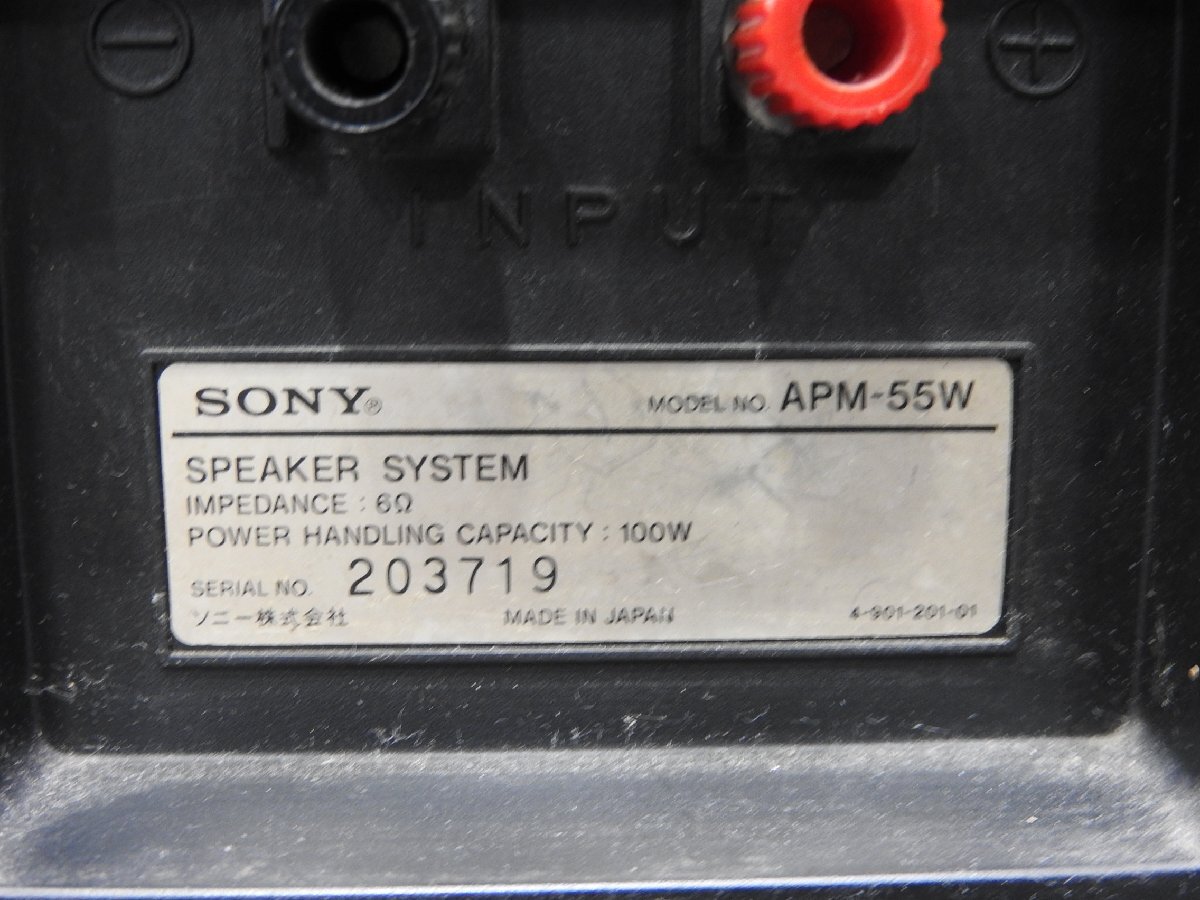 − +
INPUT
SONY® MODEL NO. APM-55W
SPEAKER SYSTEM
IMPEDANCE : 6Ω
POWER HANDLING CAPACITY : 100W
SERIAL NO. 203719
ソニー株式会社 MADE IN JAPAN 4-901-201-01